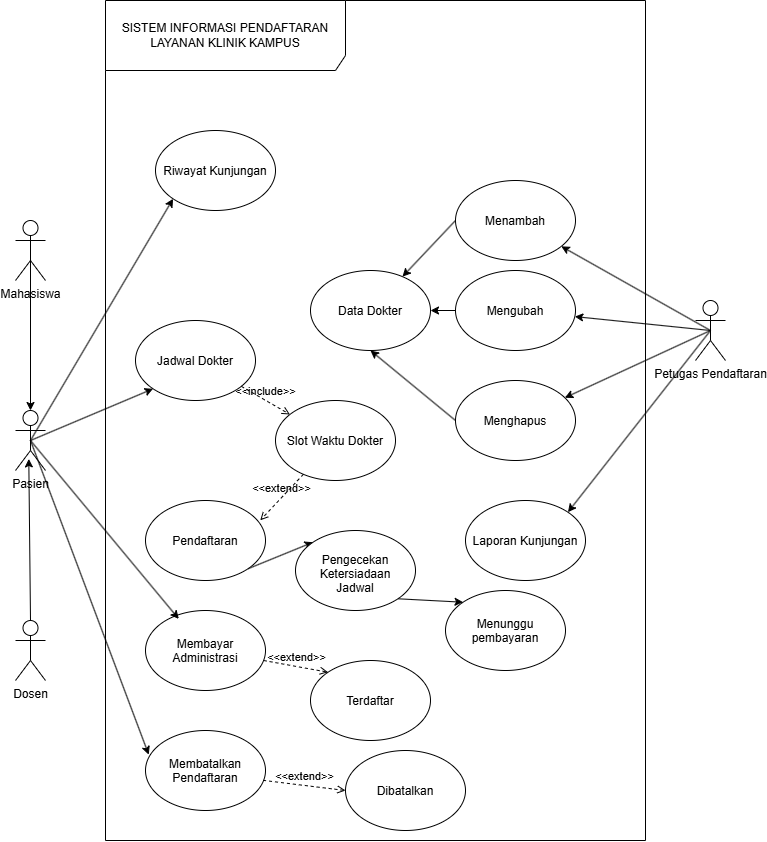 SISTEM INFORMASI PENDAFTARAN
LAYANAN KLINIK KAMPUS
Riwayat Kunjungan
Menambah
Mahasiswa
Data Dokter
Mengubah
Jadwal Dokter
Petugas Pendaftaran
<<include>>
Menghapus
Slot Waktu Dokter
Pasien
<<extend>>
Pendaftaran
Laporan Kunjungan
Pengecekan
Ketersiadaan
Jadwal
Menunggu
pembayaran
Membayar
Administrasi
<<extend>>
Terdaftar
Dosen
Membatalkan
Pendaftaran
<<extend>>
Dibatalkan